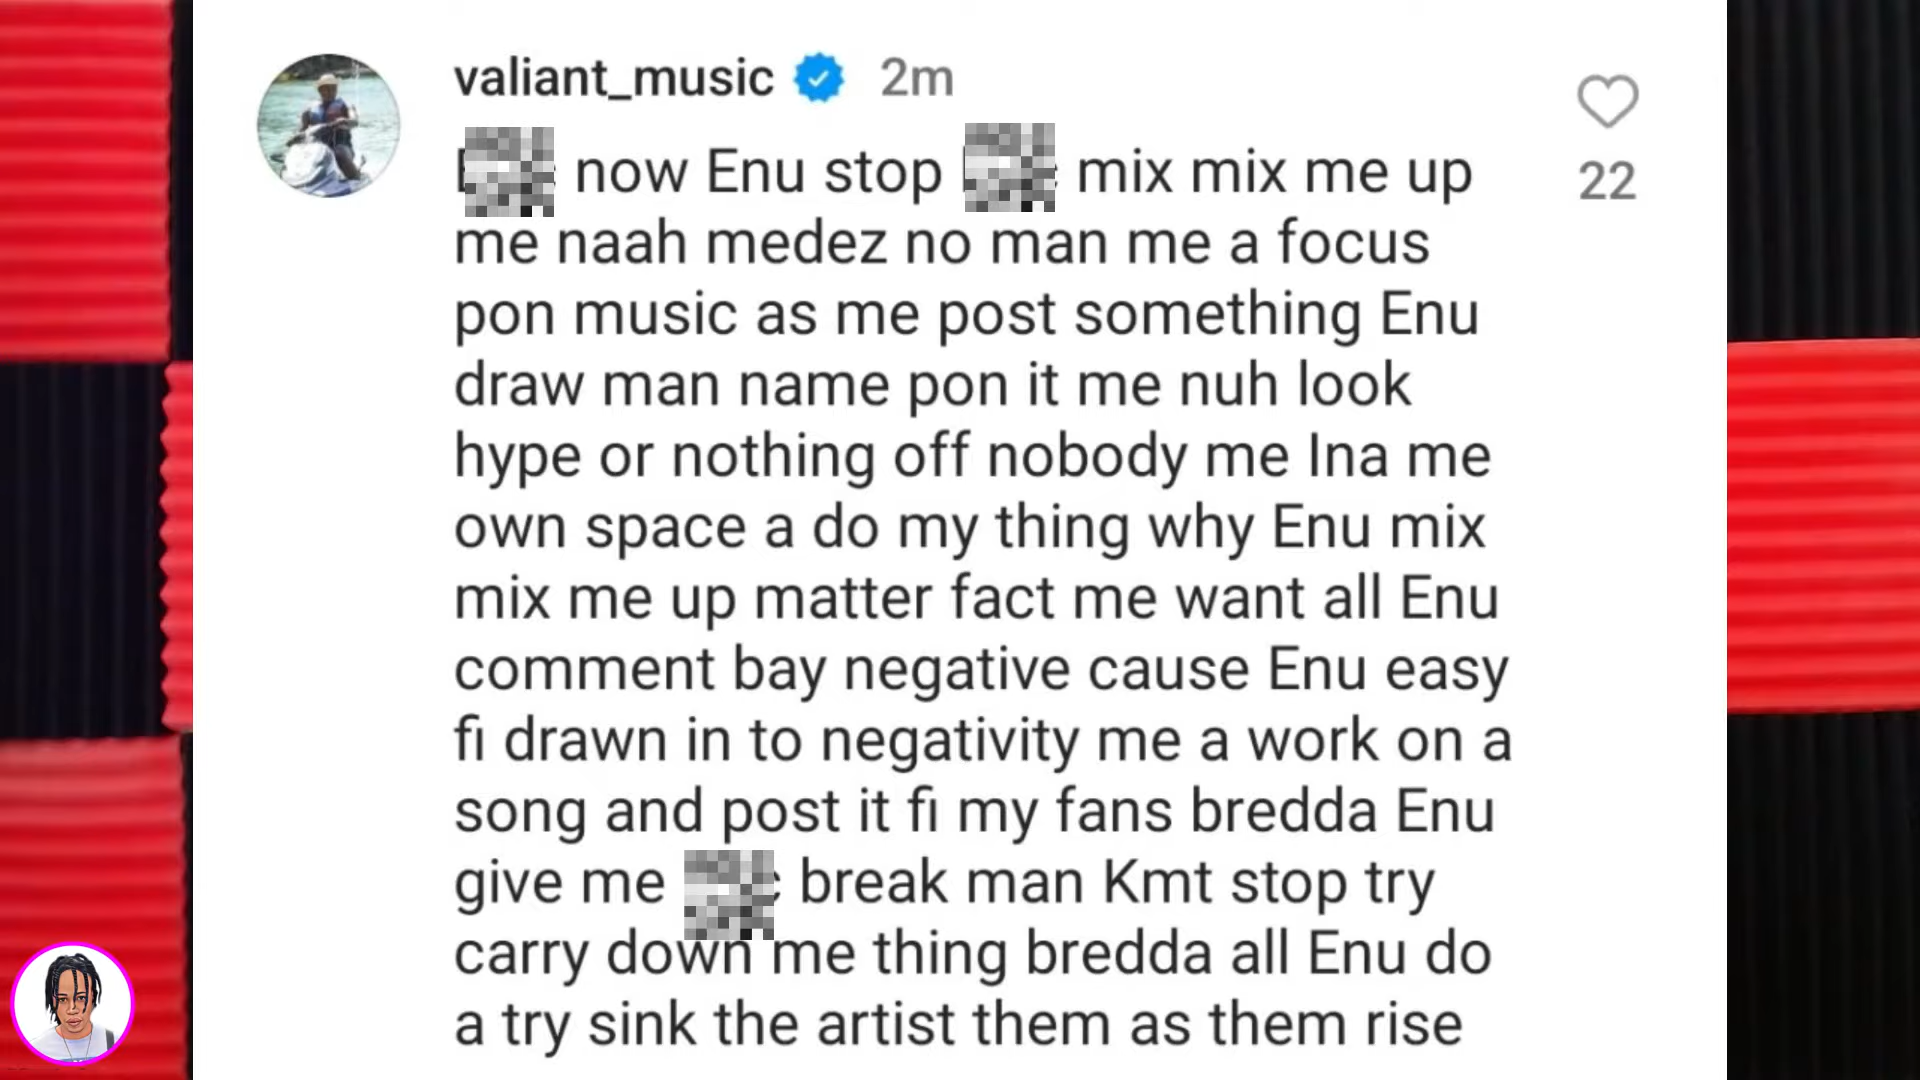 valiant_music 2m
now Enu stop mix mix me up
22
me naah medez no man me a focus
pon music as me post something Enu
draw man name pon it me nuh look
hype or nothing off nobody me Ina me
own space a do my thing why Enu mix
mix me up matter fact me want all Enu
comment bay negative cause Enu easy
fi drawn in to negativity me a work on a
song and post it fi my fans bredda Enu
give me break man Kmt stop try
carry down me thing bredda all Enu do
a try sink the artist them as them rise